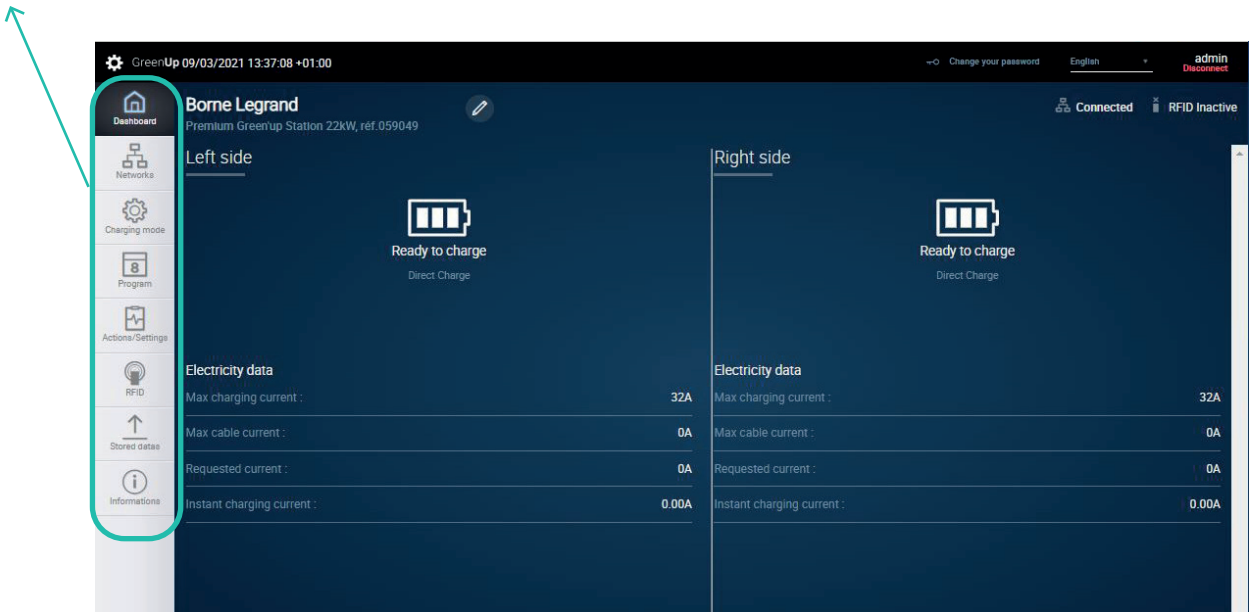 GreenUp 09/03/2021 13:37:08 +01:00
Change your password
English
admin
Disconnect
Dashboard
Networks
Charging mode
8
Program
Actions/Settings
RFID
Stored datas
Informations
Borne Legrand
Premium Green'up Station 22kW, réf.059049
Connected
RFID Inactive
Left side
Ready to charge
Direct Charge
Electricity data
Max charging current : 32A
Max cable current : 0A
Requested current : 0A
Instant charging current : 0.00A
Right side
Ready to charge
Direct Charge
Electricity data
Max charging current : 32A
Max cable current : 0A
Requested current : 0A
Instant charging current : 0.00A